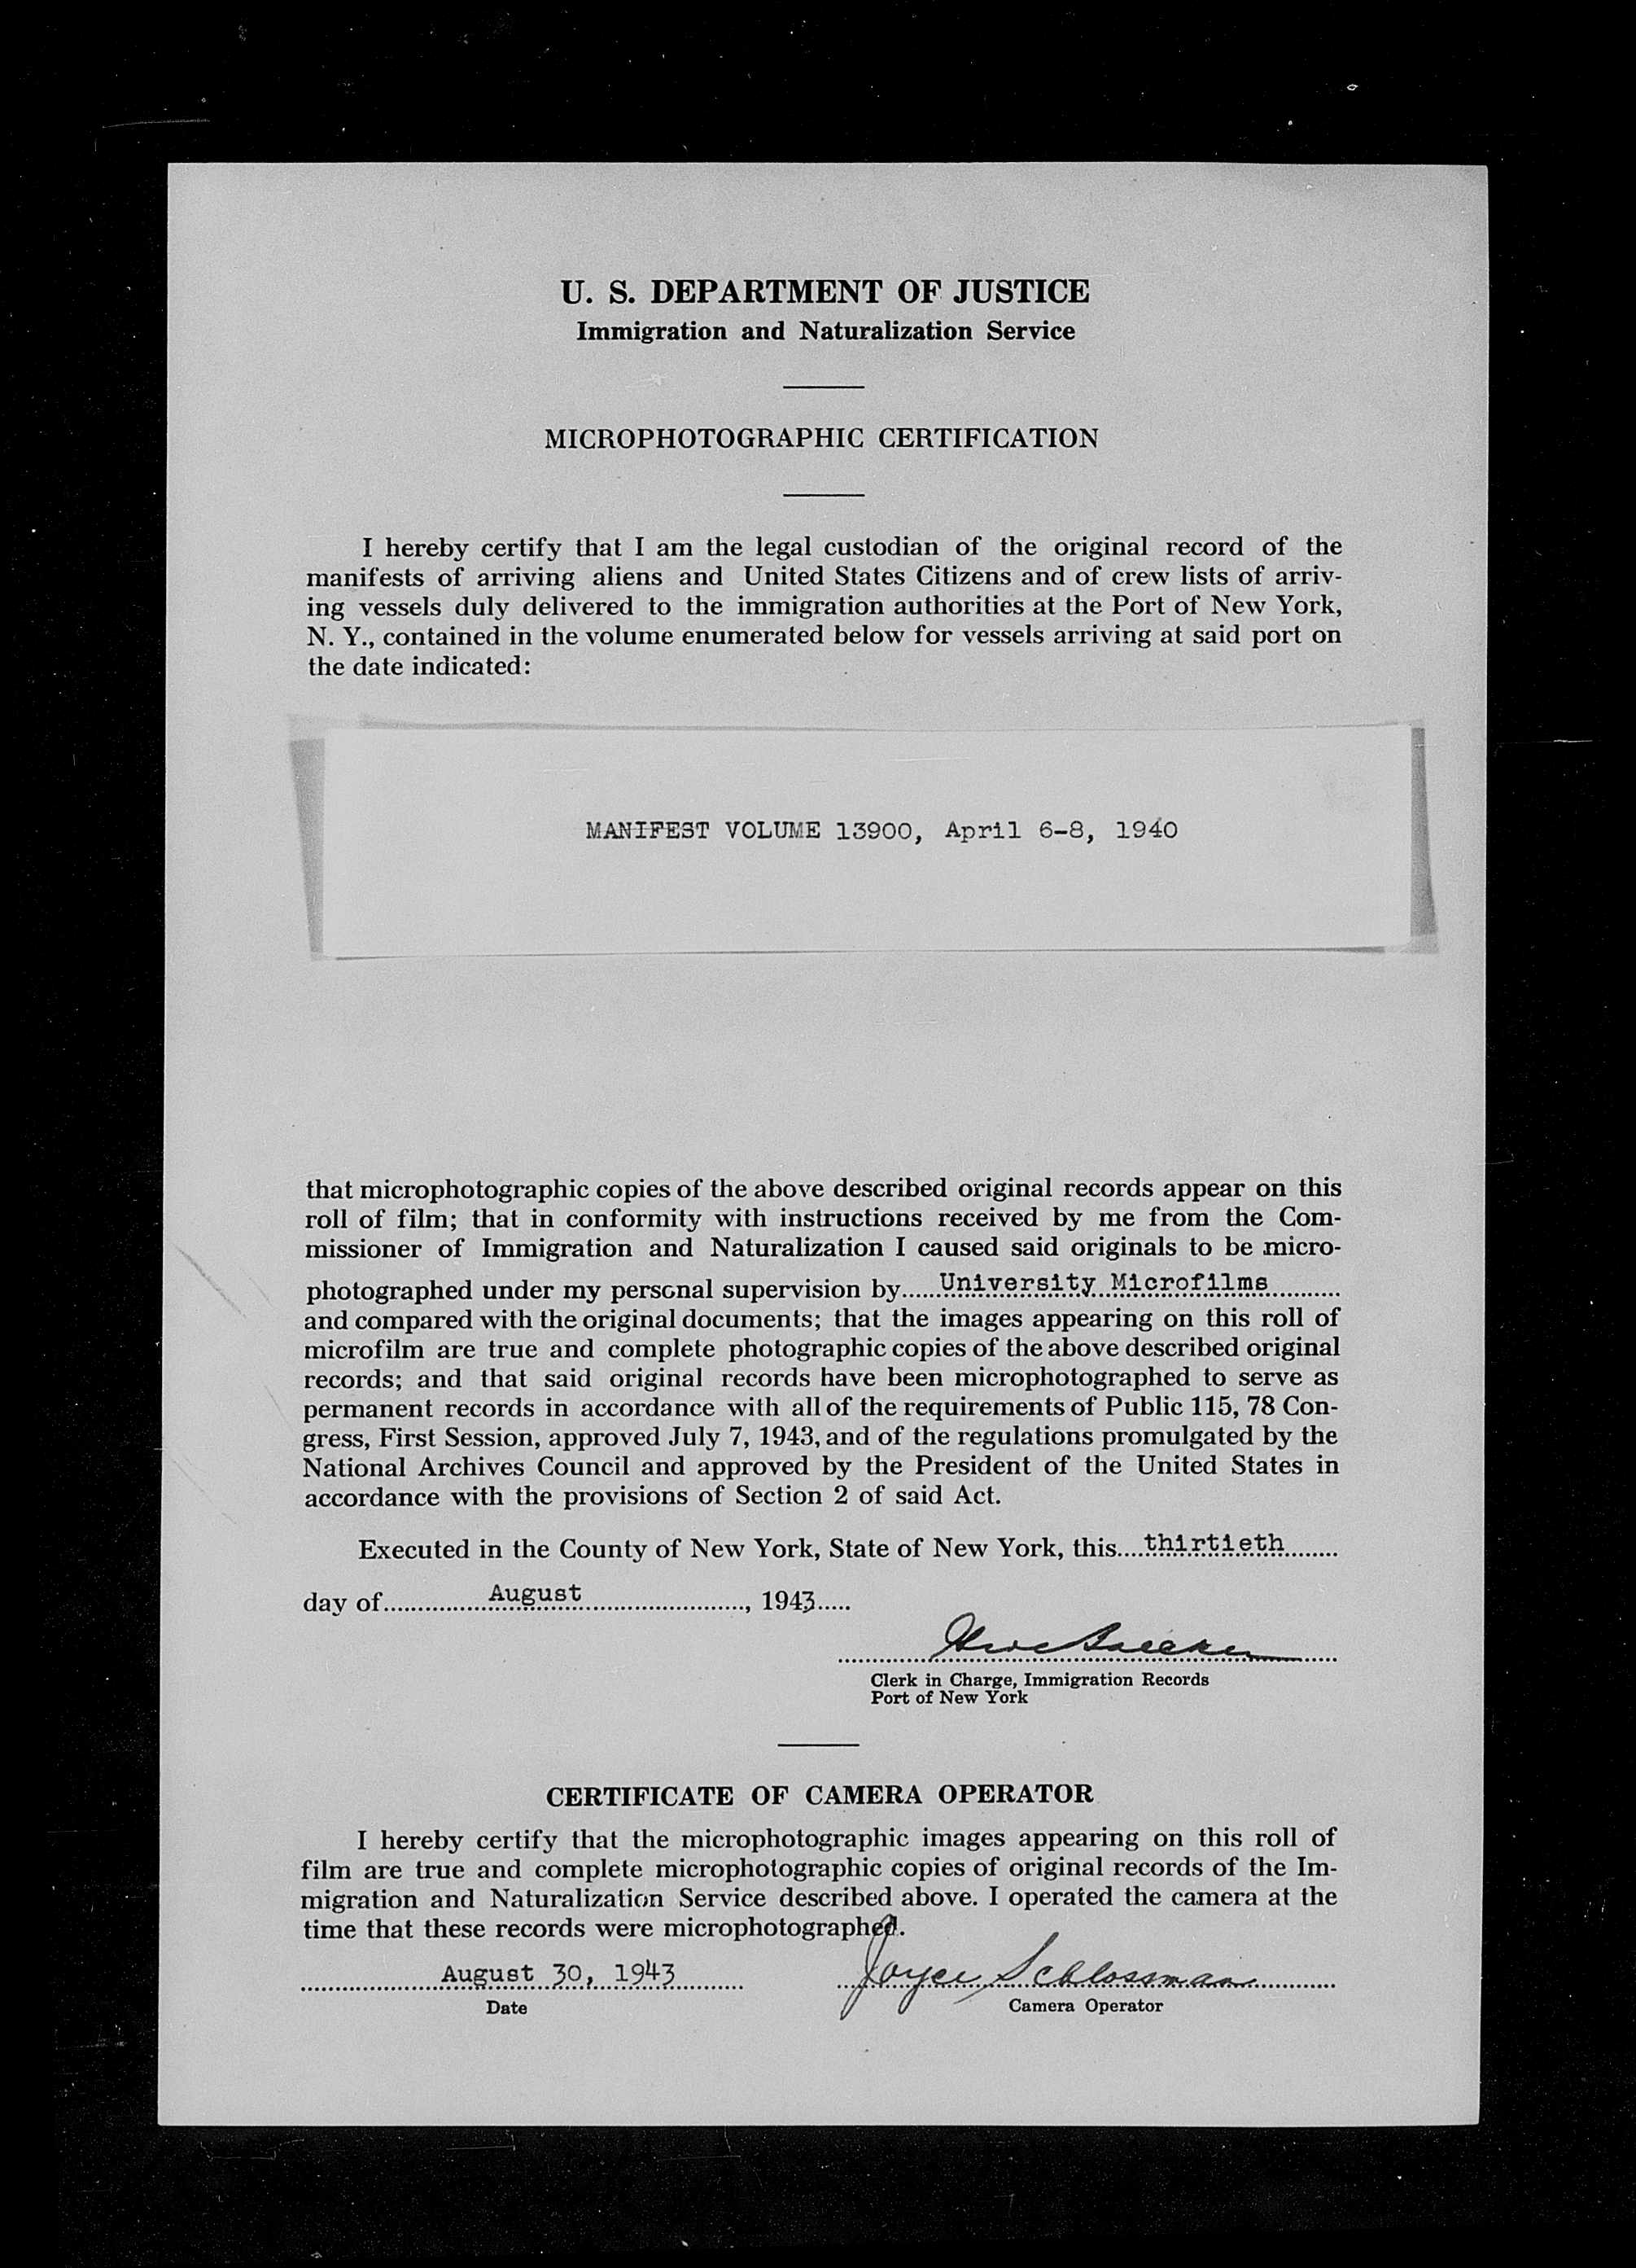 U. S. DEPARTMENT OF JUSTICE
Immigration and Naturalization Service
MICROPHOTOGRAPHIC CERTIFICATION
I hereby certify that I am the legal custodian of the original record of the
manifests of arriving aliens and United States Citizens and of crew lists of arriv-
ing vessels duly delivered to the immigration authorities at the Port of New York,
N. Y., contained in the volume enumerated below for vessels arriving at said port on
the date indicated:
MANIFEST VOLUME 13900, April 6-8, 1940
that microphotographic copies of the above described original records appear on this
roll of film; that in conformity with instructions received by me from the Com-
missioner of Immigration and Naturalization I caused said originals to be micro-
photographed under my personal supervision by......University Microfilms
and compared with the original documents; that the images appearing on this roll of
microfilm are true and complete photographic copies of the above described original
records; and that said original records have been microphotographed to serve as
permanent records in accordance with all of the requirements of Public 115, 78 Con-
gress, First Session, approved July 7, 1943, and of the regulations promulgated by the
National Archives Council and approved by the President of the United States in
accordance with the provisions of Section 2 of said Act.
Executed in the County of New York, State of New York, this....thirtieth
day of August, 1943.....
Clerk in Charge, Immigration Records
Port of New York
CERTIFICATE OF CAMERA OPERATOR
I hereby certify that the microphotographic images appearing on this roll of
film are true and complete microphotographic copies of original records of the Im-
migration and Naturalization Service described above. I operated the camera at the
time that these records were microphotographed.
August 30, 1943 Joyce Schlossman
Date Camera Operator